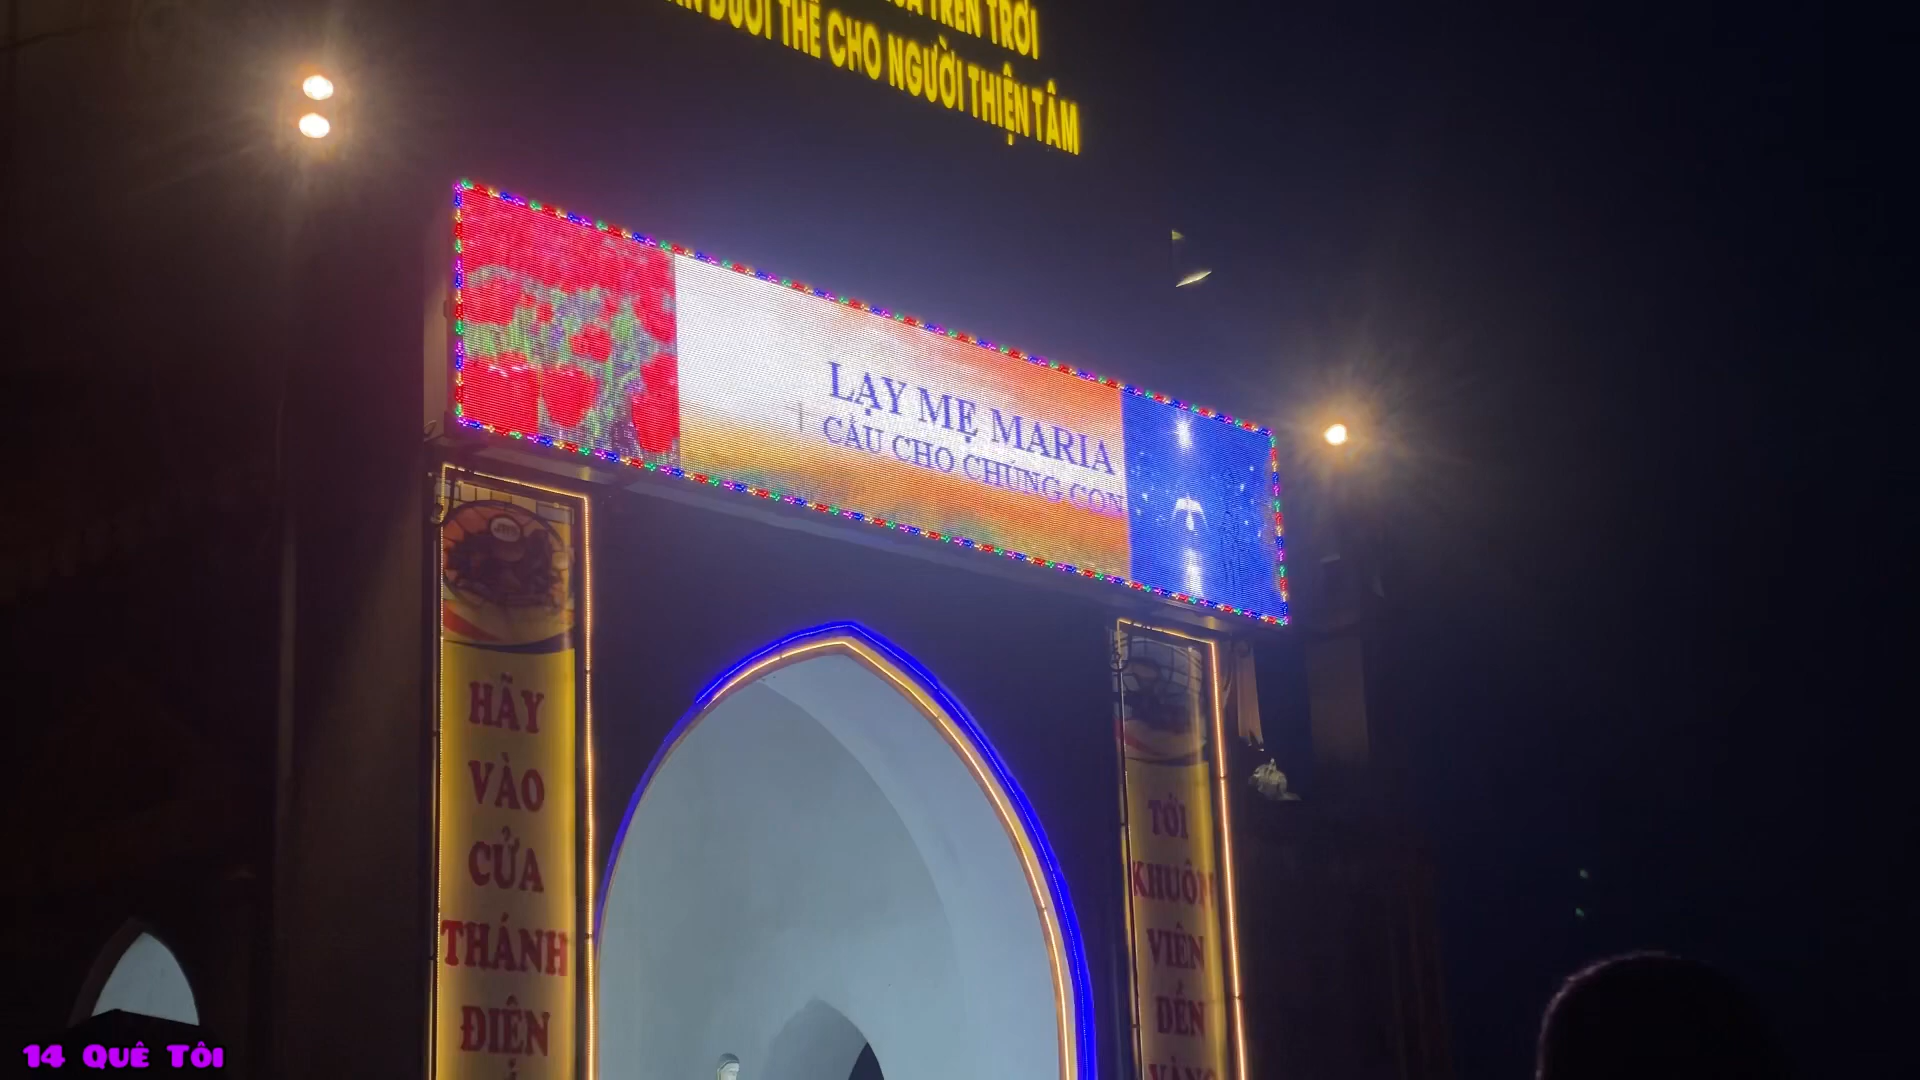 TRÊN TRỜI
DƯỚI THẾ CHO NGƯỜI THIỆN TÂM
LẠY MẸ MARIA
CẦU CHO CHÚNG CON
HÃY
VÀO
CỬA
THÁNH
ĐIỆN
TỚI
KHUÔN
VIÊN
ĐẾN
14 Quê Tôi